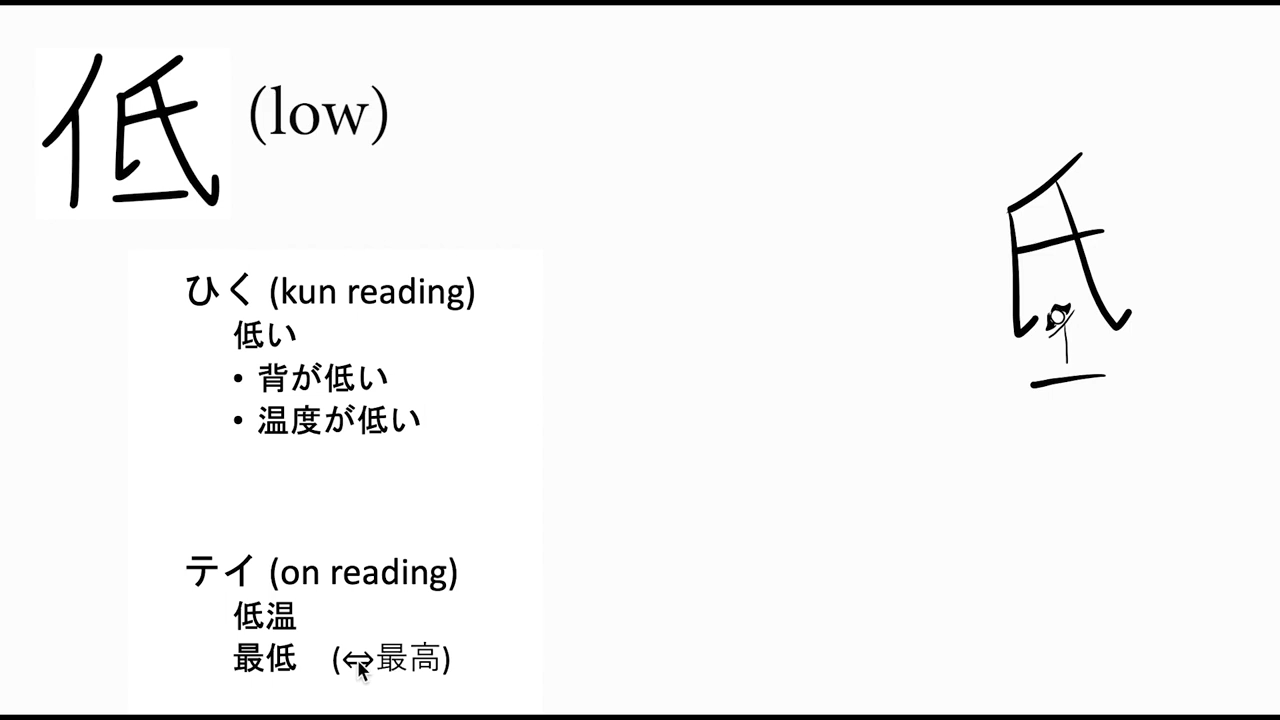 低 (low)
ひく (kun reading)
低い
• 背が低い
• 温度が低い
テイ (on reading)
低温
最低 (⇔最高)
氐